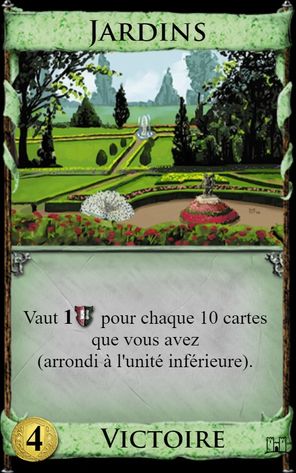 JARDINS
Vaut 1 pour chaque 10 cartes
que vous avez
(arrondi à l'unité inférieure).
4 VICTOIRE